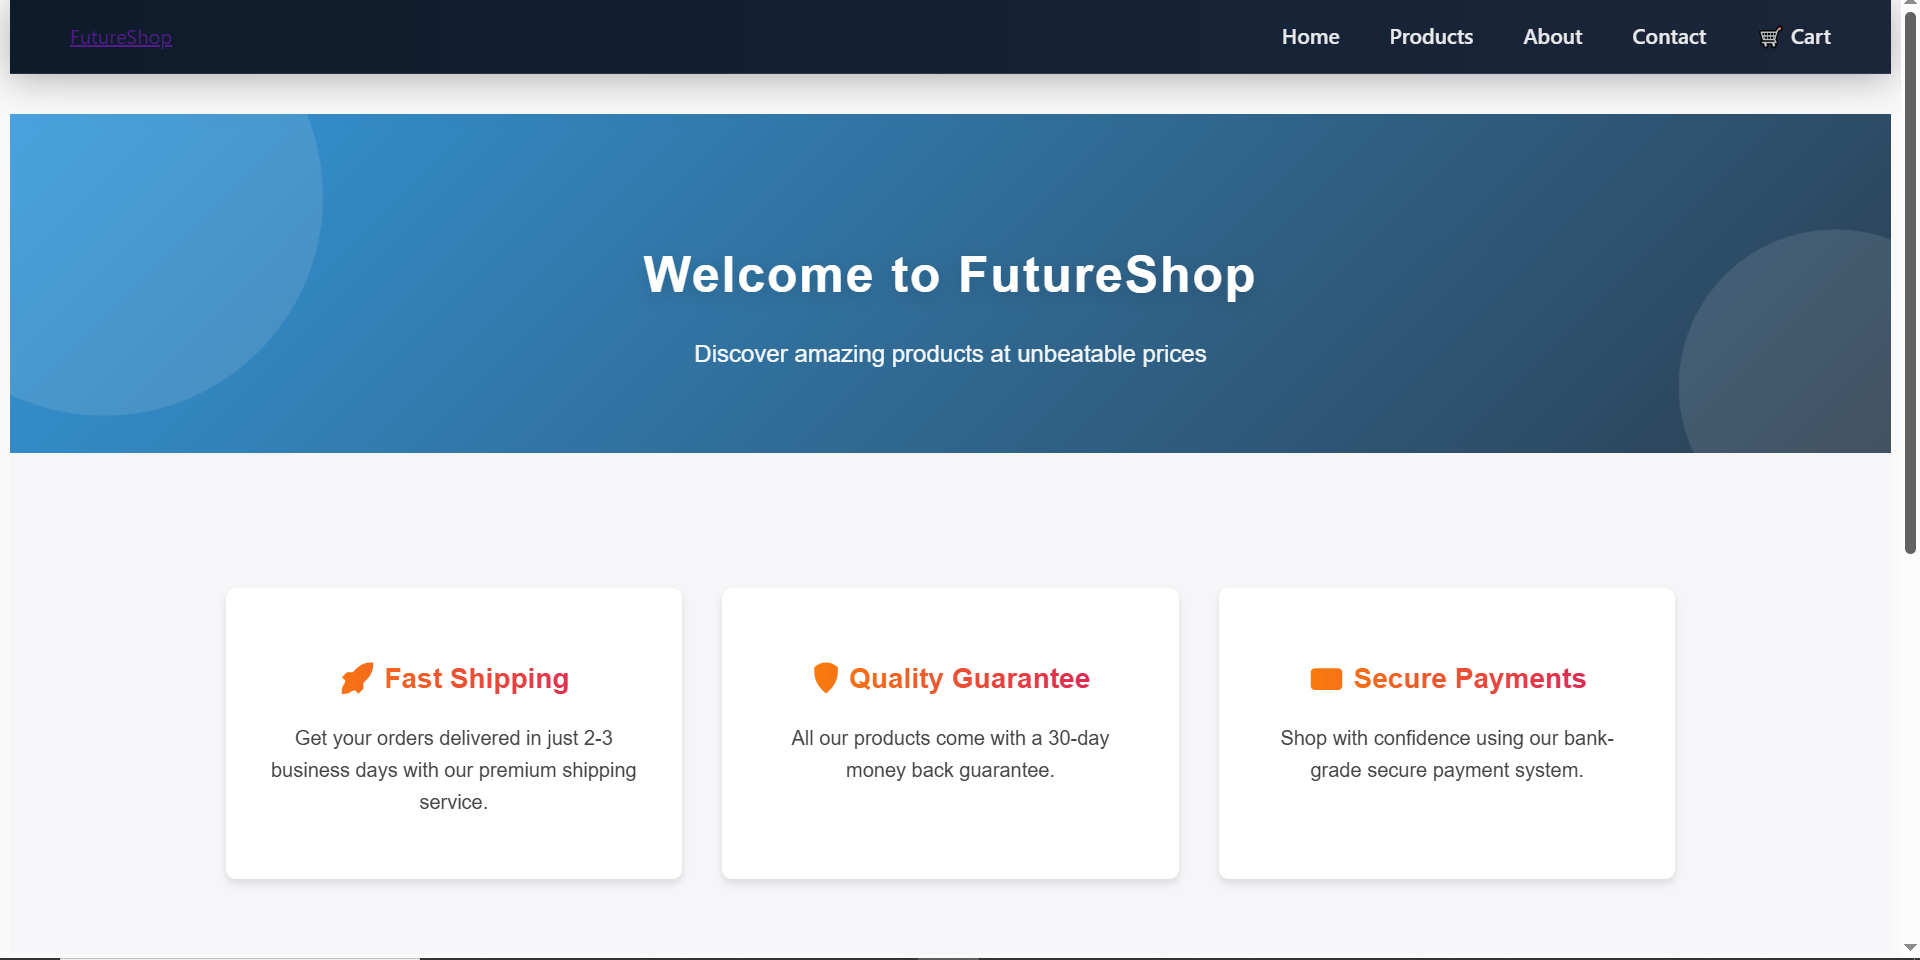 FutureShop
Home
Products
About
Contact
🛒 Cart
Welcome to FutureShop
Discover amazing products at unbeatable prices
Fast Shipping
Get your orders delivered in just 2-3
business days with our premium shipping
service.
Quality Guarantee
All our products come with a 30-day
money back guarantee.
Secure Payments
Shop with confidence using our bank-
grade secure payment system.